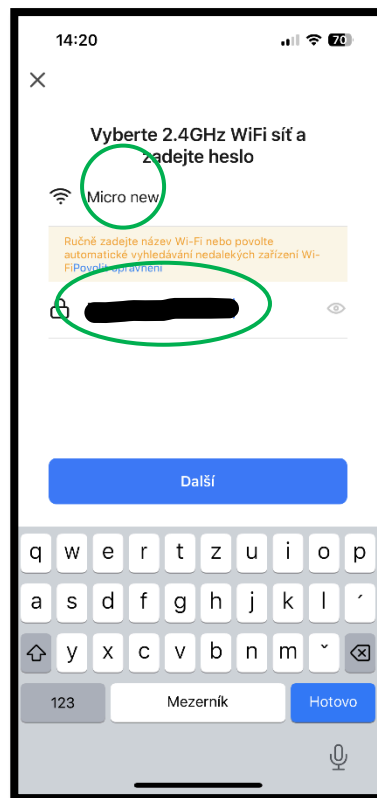 14:20
70
Vyberte 2.4GHz WiFi síť a
zadejte heslo
Micro new
Ručně zadejte název Wi-Fi nebo povolte
automatické vyhledávání nedalekých zařízení Wi-
FiPovolit oprávnění
Další
q w e r t z u i o p
a s d f g h j k l ´
y x c v b n m ˇ
123 Mezerník Hotovo